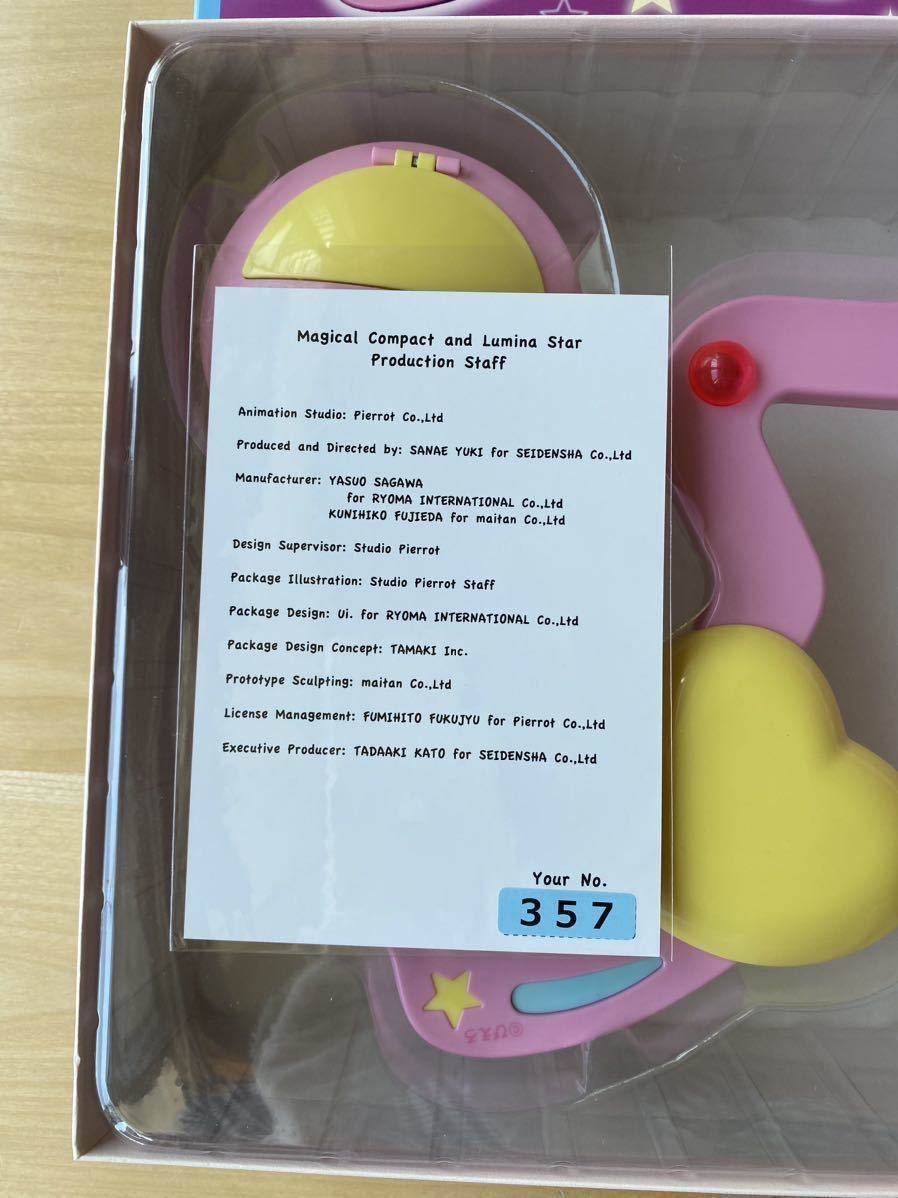 Magical Compact and Lumina Star
Production Staff
Animation Studio: Pierrot Co.,Ltd
Produced and Directed by: SANAE YUKI for SEIDENSHA Co.,Ltd
Manufacturer: YASUO SAGAWA
for RYOMA INTERNATIONAL Co.,Ltd
KUNIHIKO FUJIEDA for maitan Co.,Ltd
Design Supervisor: Studio Pierrot
Package Illustration: Studio Pierrot Staff
Package Design: Ui. for RYOMA INTERNATIONAL Co.,Ltd
Package Design Concept: TAMAKI Inc.
Prototype Sculpting: maitan Co.,Ltd
License Management: FUMIHITO FUKUJYU for Pierrot Co.,Ltd
Executive Producer: TADAAKI KATO for SEIDENSHA Co.,Ltd
Your No.
357
©ぴえろ